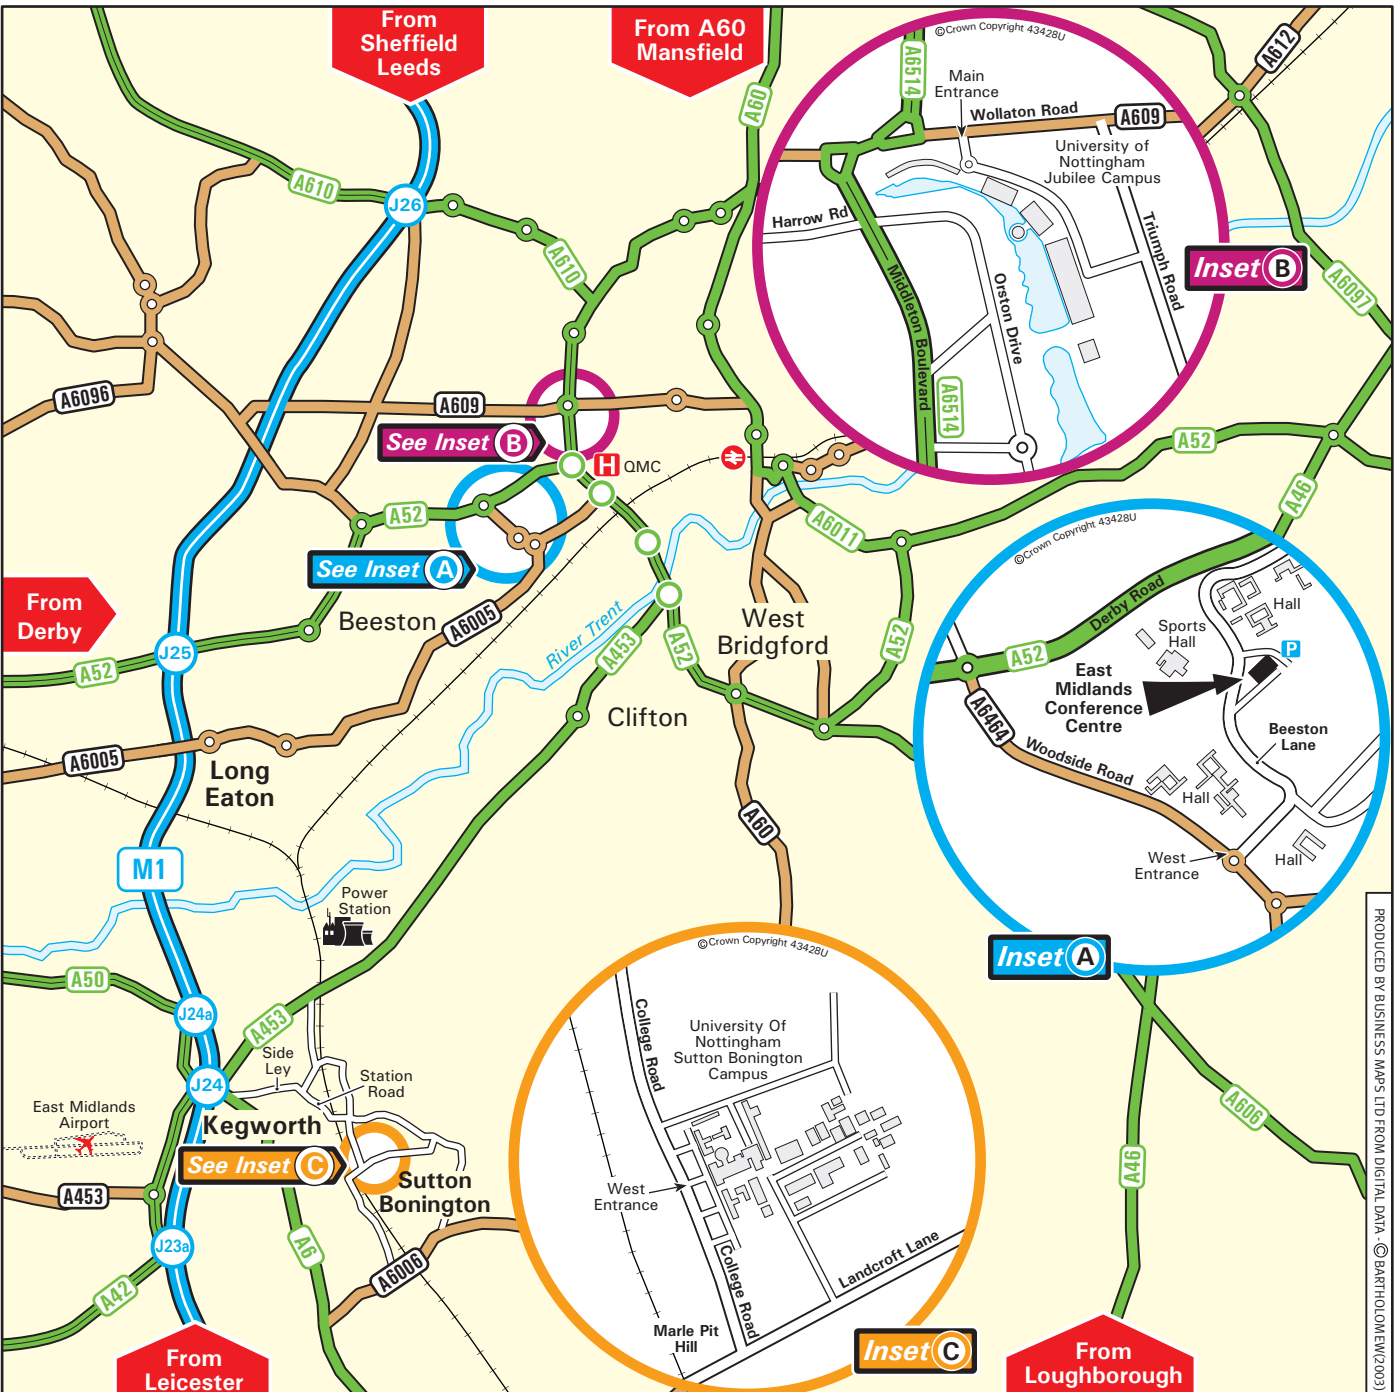 From
Sheffield
Leeds
From A60
Mansfield
©Crown Copyright 43428U
A6514
Main
Entrance
Wollaton Road
A609
University of
Nottingham
Jubilee Campus
Harrow Rd
Middleton Boulevard
Orston Drive
Triumph Road
A6514
Inset B
A612
A60
A610
J26
A610
A6097
A6096
A609
See Inset B
H QMC
A52
A52
A46
A6011
See Inset A
From
Derby
Beeston
A6005
River Trent
A453
A52
West
Bridgford
A52
J25
A52
Clifton
A6005
Long
Eaton
A60
M1
Power
Station
©Crown Copyright 43428U
Derby Road
A52
Hall
Sports
Hall
P
East
Midlands
Conference
Centre
A6464
Woodside Road
Beeston
Lane
Hall
West
Entrance
Hall
Inset A
A50
J24a
A453
Side
Ley
Station
Road
J24
East Midlands
Airport
Kegworth
See Inset C
Sutton
Bonington
A453
J23a
A6
A6006
A42
From
Leicester
©Crown Copyright 43428U
College Road
University Of
Nottingham
Sutton Bonington
Campus
West
Entrance
College Road
Landcroft Lane
Marle Pit
Hill
Inset C
A606
A46
From
Loughborough
PRODUCED BY BUSINESS MAPS LTD FROM DIGITAL DATA - © BARTHOLOMEW(2003)